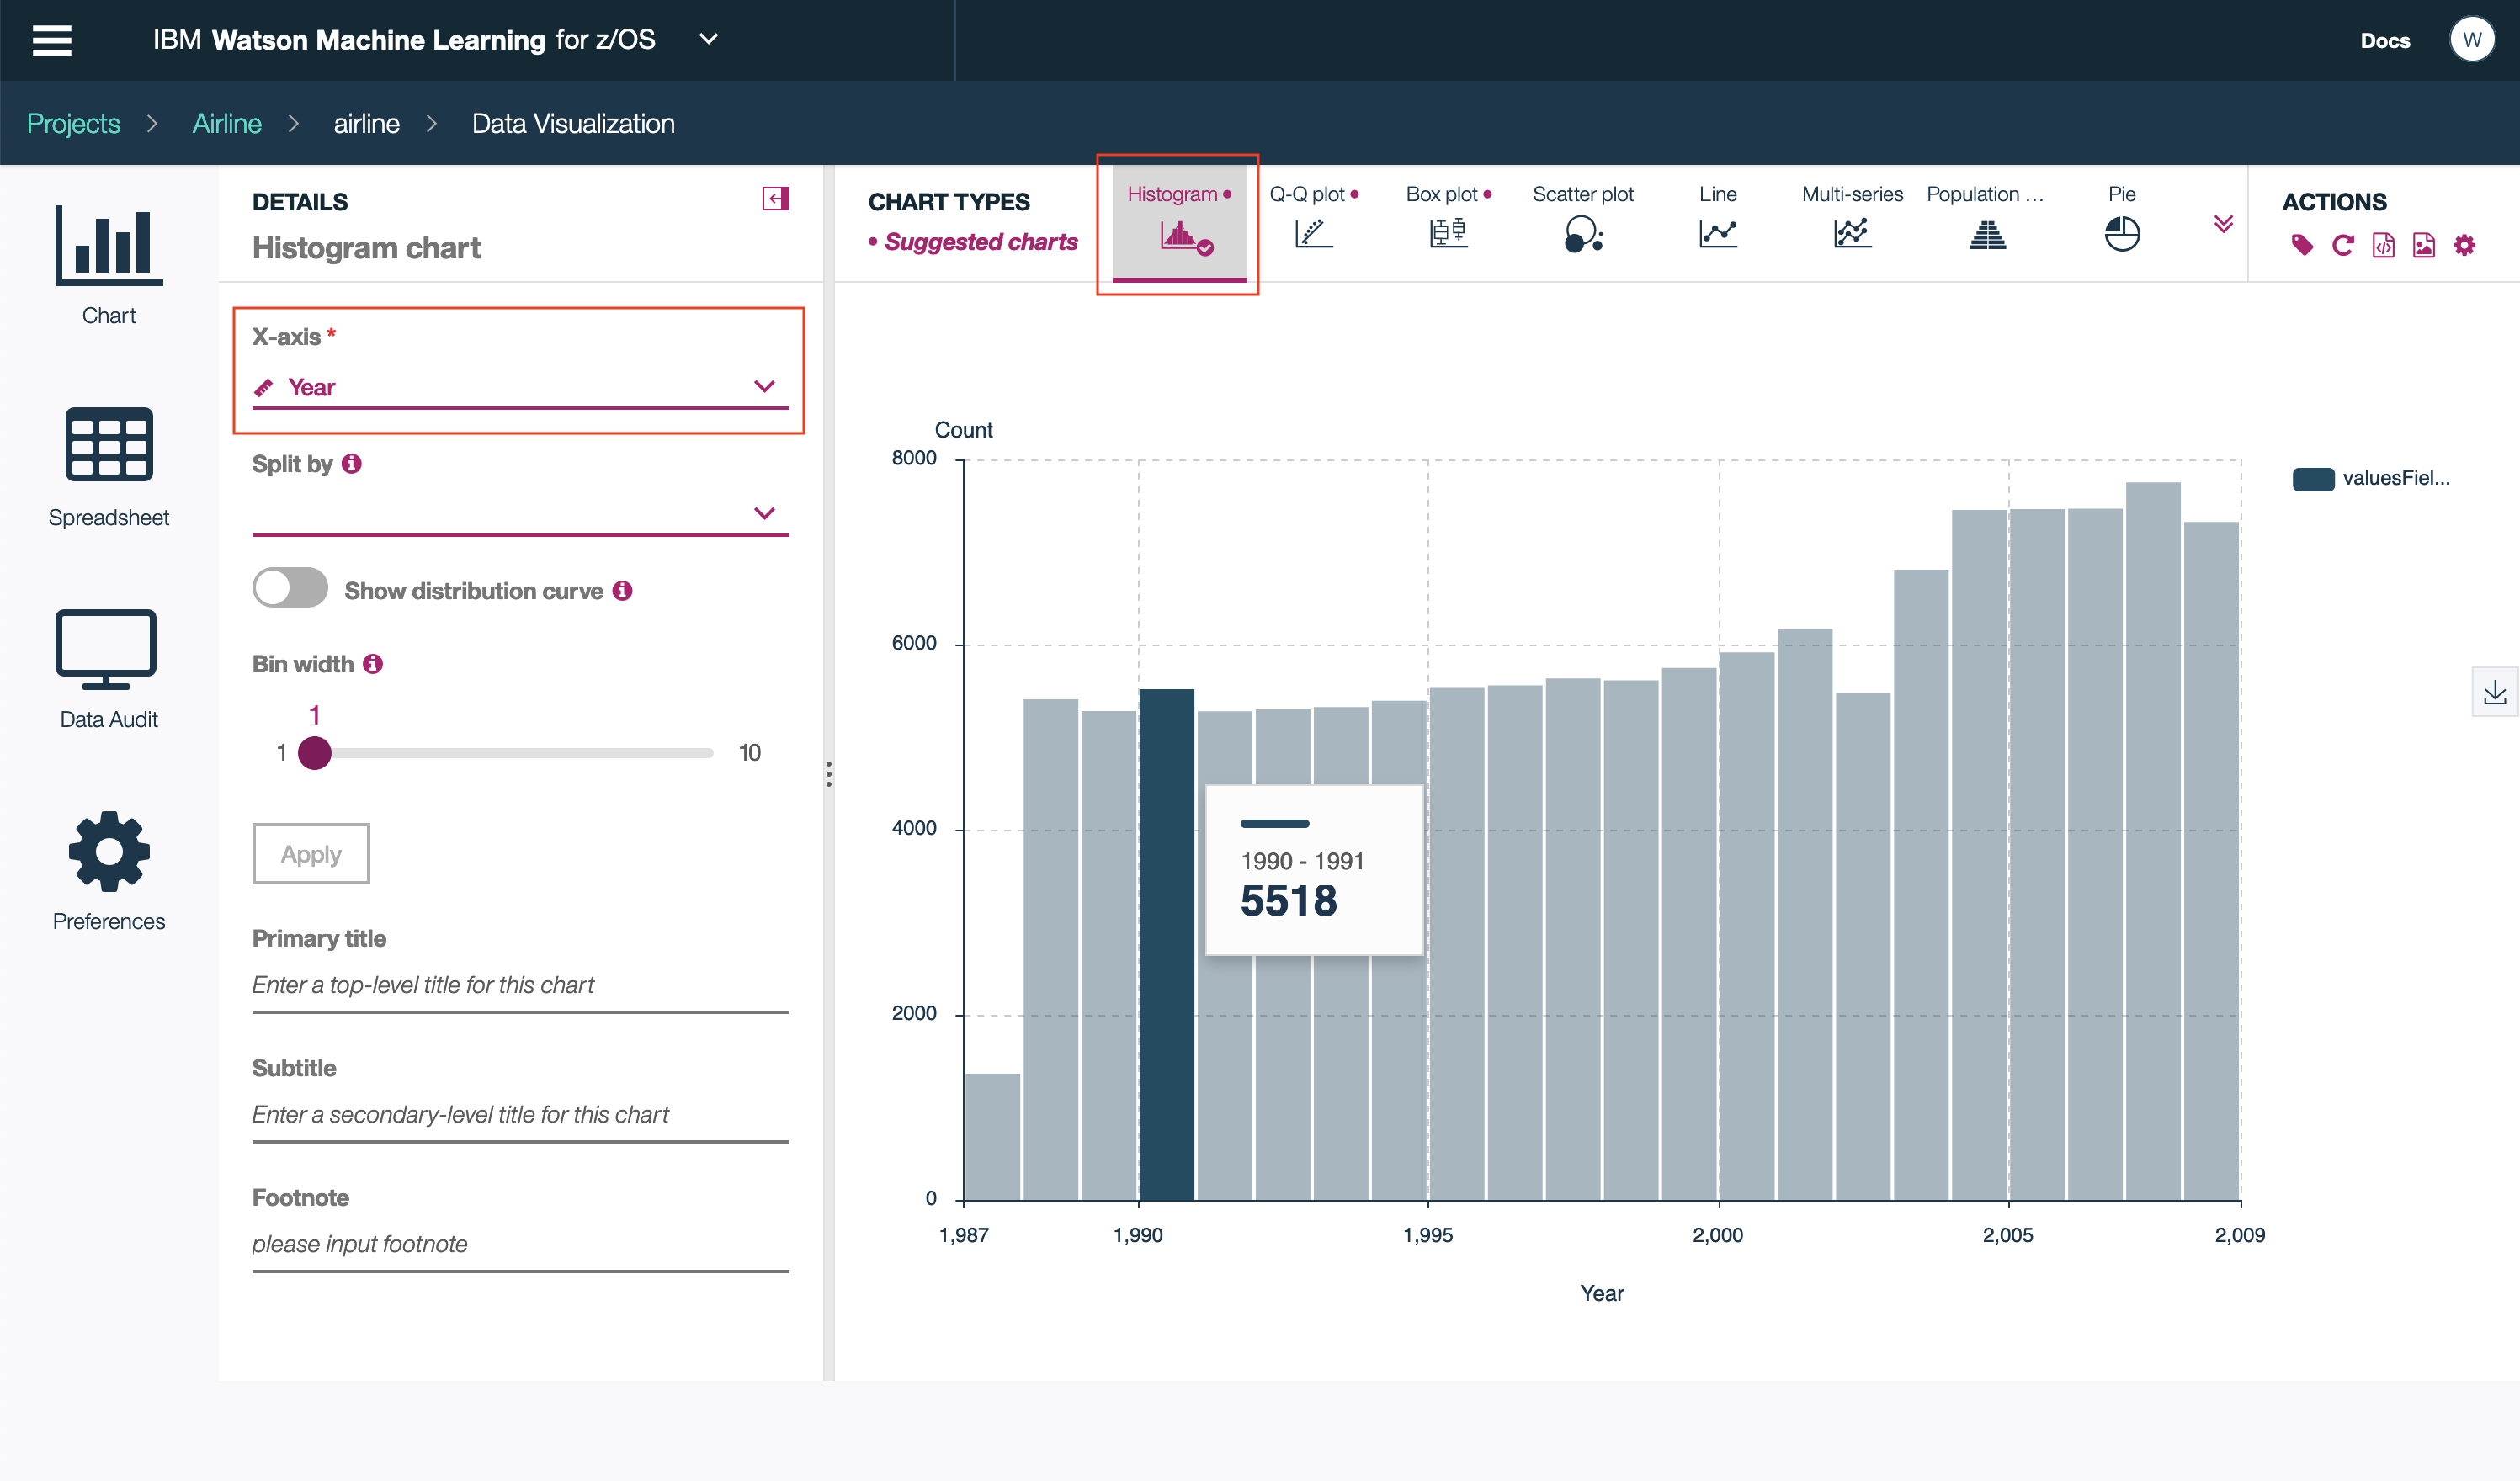 IBM Watson Machine Learning for z/OS
Docs
W
Projects > Airline > airline > Data Visualization
Chart
Spreadsheet
Data Audit
Preferences
DETAILS
Histogram chart
X-axis *
Year
Split by
Show distribution curve
Bin width
1
1
10
Apply
Primary title
Enter a top-level title for this chart
Subtitle
Enter a secondary-level title for this chart
Footnote
please input footnote
CHART TYPES
• Suggested charts
Histogram •
Q-Q plot •
Box plot •
Scatter plot
Line
Multi-series
Population ...
Pie
ACTIONS
Count
8000
6000
4000
2000
0
1990 - 1991
5518
1,987
1,990
1,995
2,000
2,005
2,009
Year
valuesFiel...